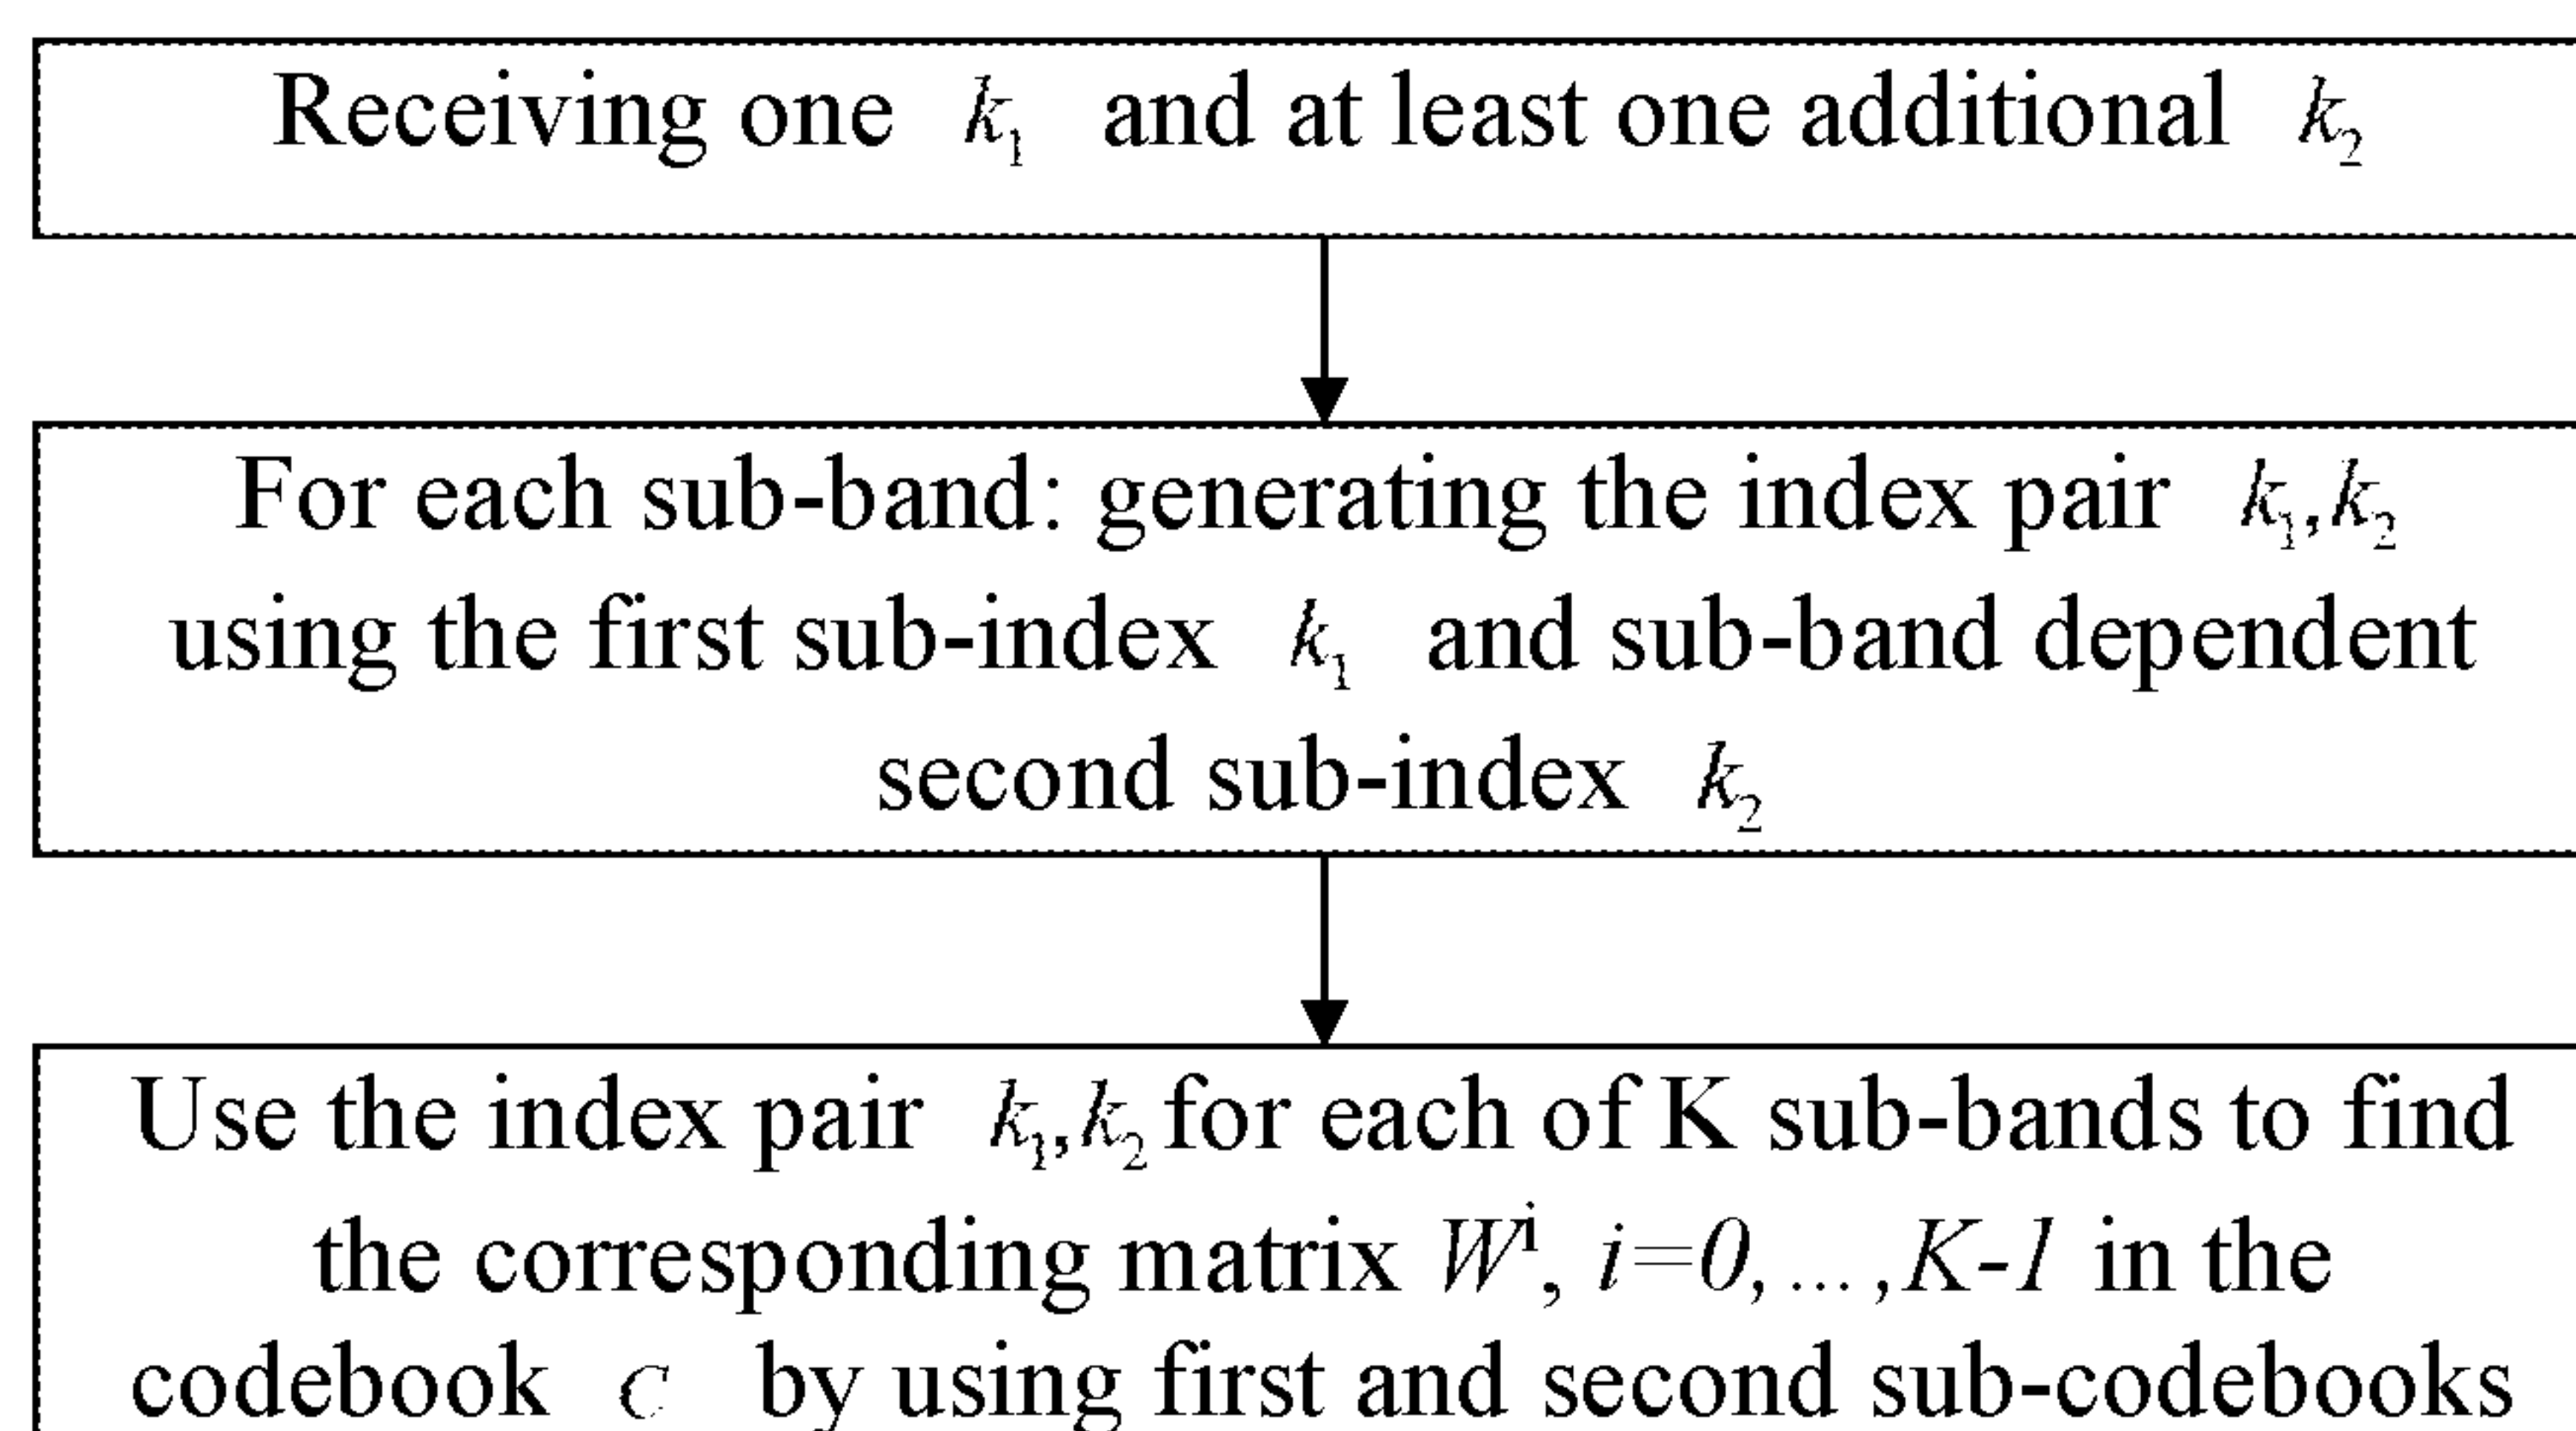 Receiving one k₁ and at least one additional k₂
For each sub-band: generating the index pair k₁,k₂
using the first sub-index k₁ and sub-band dependent
second sub-index k₂
Use the index pair k₁,k₂ for each of K sub-bands to find
the corresponding matrix Wⁱ, i=0,...,K-1 in the
codebook C by using first and second sub-codebooks